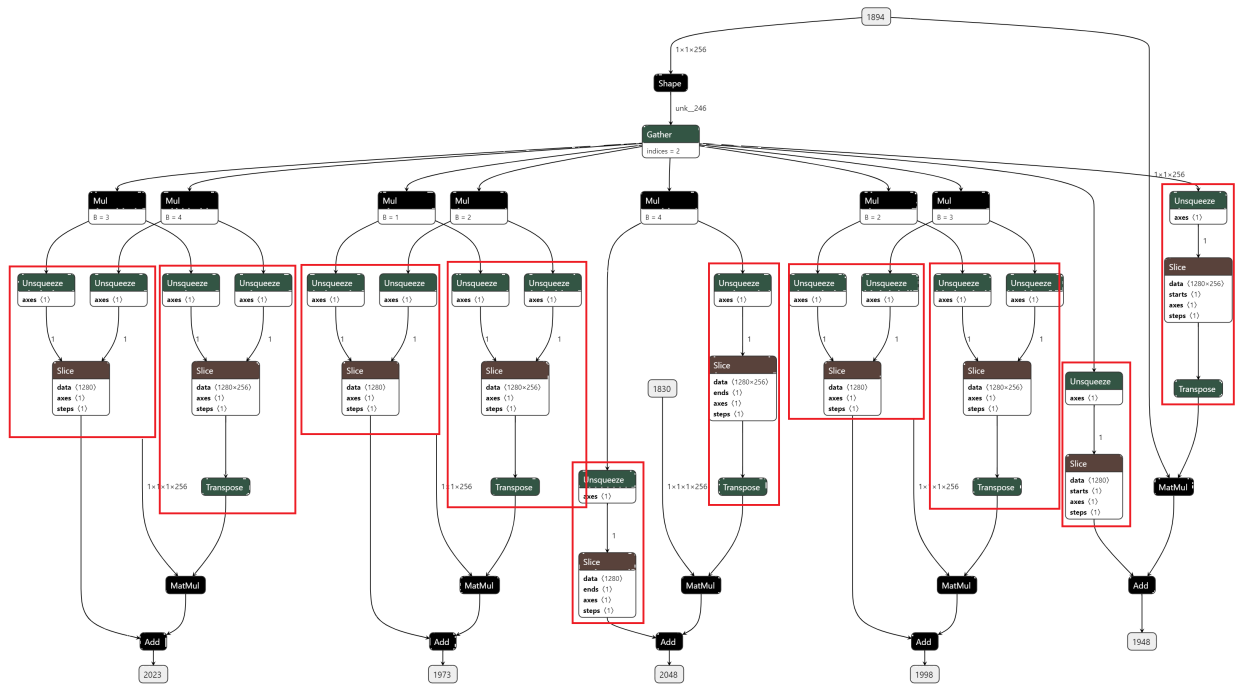 1894
1×1×256
Shape
unk__246
Gather
indices = 2
1×1×256
Mul
B = 3
Mul
B = 4
Mul
B = 1
Mul
B = 2
Mul
B = 4
Mul
B = 2
Mul
B = 3
Unsqueeze
axes ⟨1⟩
1
Slice
data ⟨1280×256⟩
starts ⟨1⟩
axes ⟨1⟩
steps ⟨1⟩
Transpose
Unsqueeze
axes ⟨1⟩
Unsqueeze
axes ⟨1⟩
1
1
Slice
data ⟨1280⟩
axes ⟨1⟩
steps ⟨1⟩
Unsqueeze
axes ⟨1⟩
Unsqueeze
axes ⟨1⟩
1
1
Slice
data ⟨1280×256⟩
axes ⟨1⟩
steps ⟨1⟩
Transpose
1×1×1×256
MatMul
Add
2023
Unsqueeze
axes ⟨1⟩
Unsqueeze
axes ⟨1⟩
1
1
Slice
data ⟨1280⟩
axes ⟨1⟩
steps ⟨1⟩
Unsqueeze
axes ⟨1⟩
Unsqueeze
axes ⟨1⟩
1
1
Slice
data ⟨1280×256⟩
axes ⟨1⟩
steps ⟨1⟩
Transpose
MatMul
Add
1973
Unsqueeze
axes ⟨1⟩
1
Slice
data ⟨1280⟩
ends ⟨1⟩
axes ⟨1⟩
steps ⟨1⟩
1830
1×1×1×256
Unsqueeze
axes ⟨1⟩
1
Slice
data ⟨1280×256⟩
ends ⟨1⟩
axes ⟨1⟩
steps ⟨1⟩
Transpose
MatMul
Add
2048
Unsqueeze
axes ⟨1⟩
Unsqueeze
axes ⟨1⟩
1
1
Slice
data ⟨1280⟩
axes ⟨1⟩
steps ⟨1⟩
Unsqueeze
axes ⟨1⟩
Unsqueeze
axes ⟨1⟩
1
1
Slice
data ⟨1280×256⟩
axes ⟨1⟩
steps ⟨1⟩
Transpose
MatMul
Add
1998
Unsqueeze
axes ⟨1⟩
1
Slice
data ⟨1280⟩
starts ⟨1⟩
axes ⟨1⟩
steps ⟨1⟩
MatMul
Add
1948